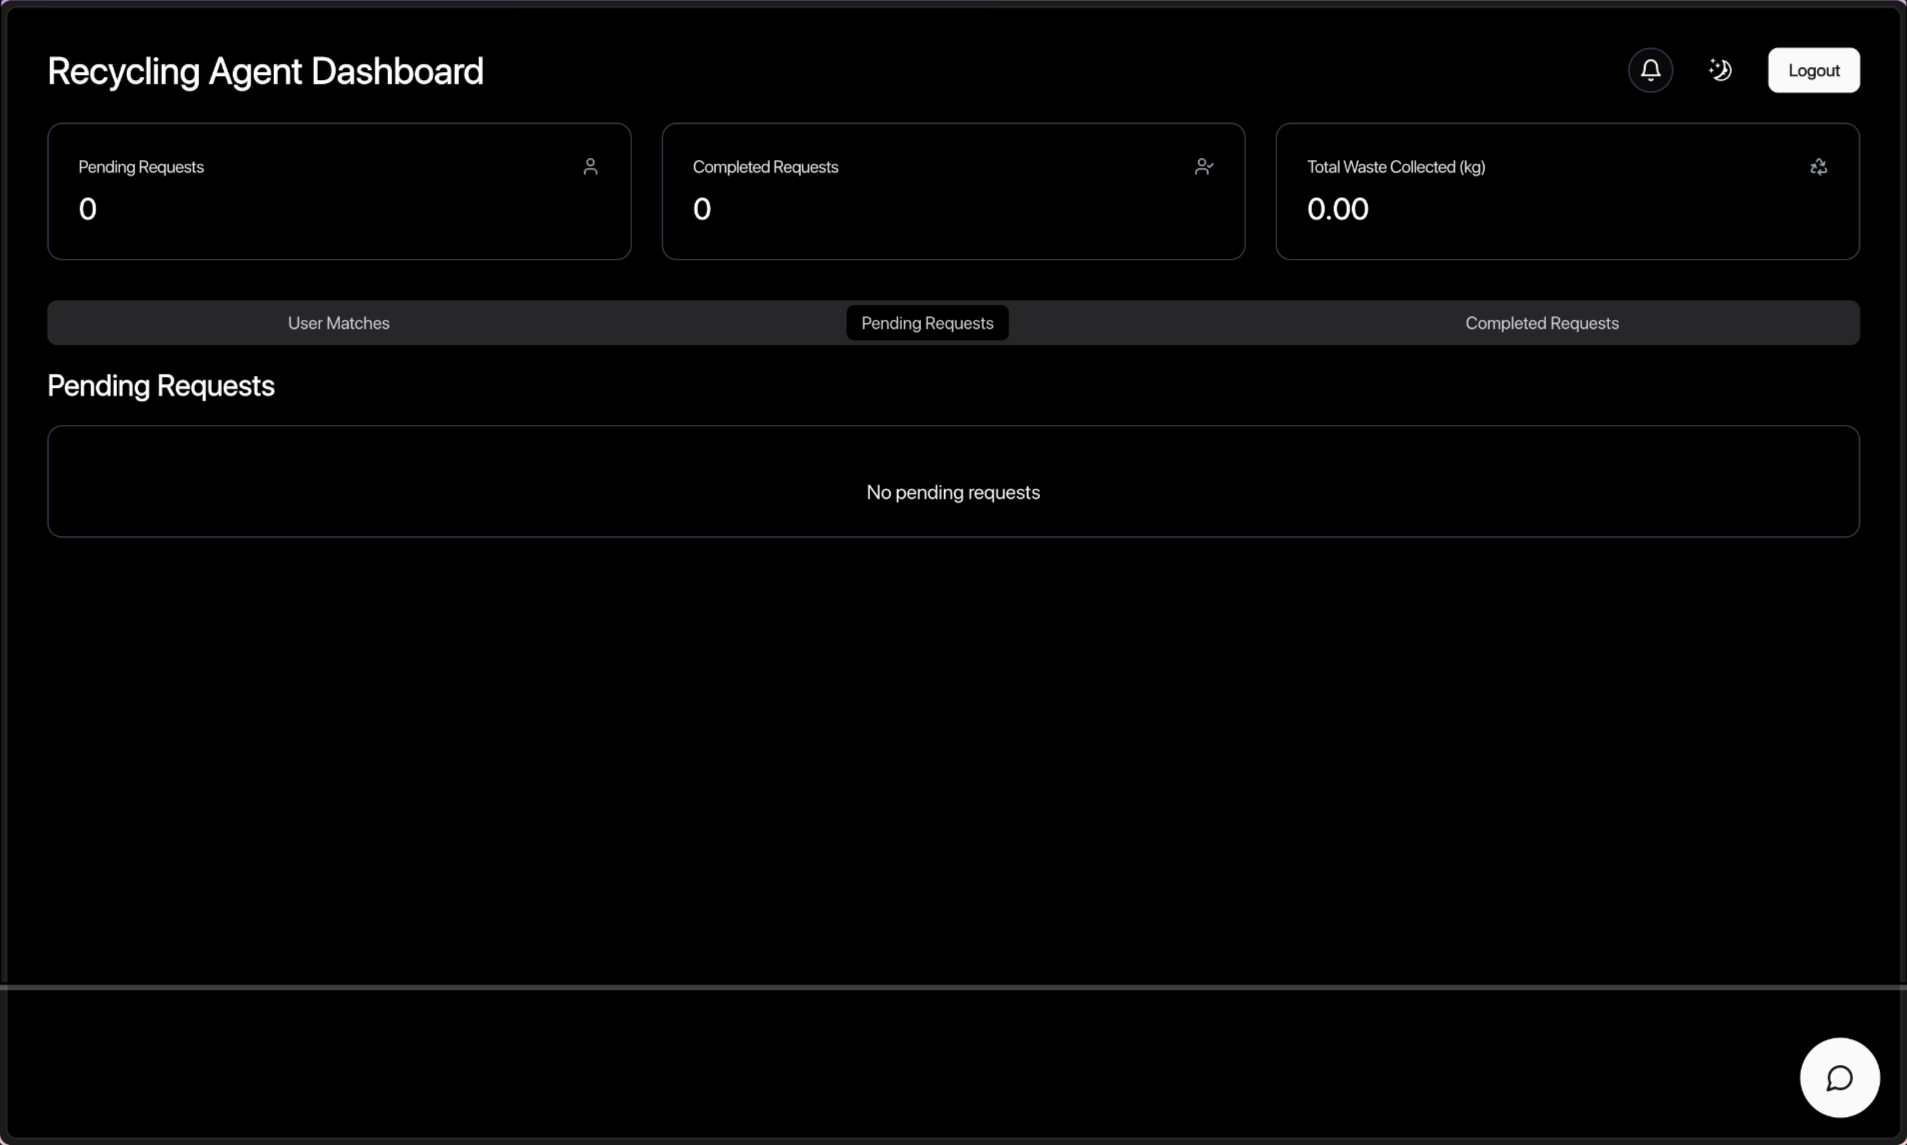 Recycling Agent Dashboard
Logout
Pending Requests
0
Completed Requests
0
Total Waste Collected (kg)
0.00
User Matches
Pending Requests
Completed Requests
Pending Requests
No pending requests